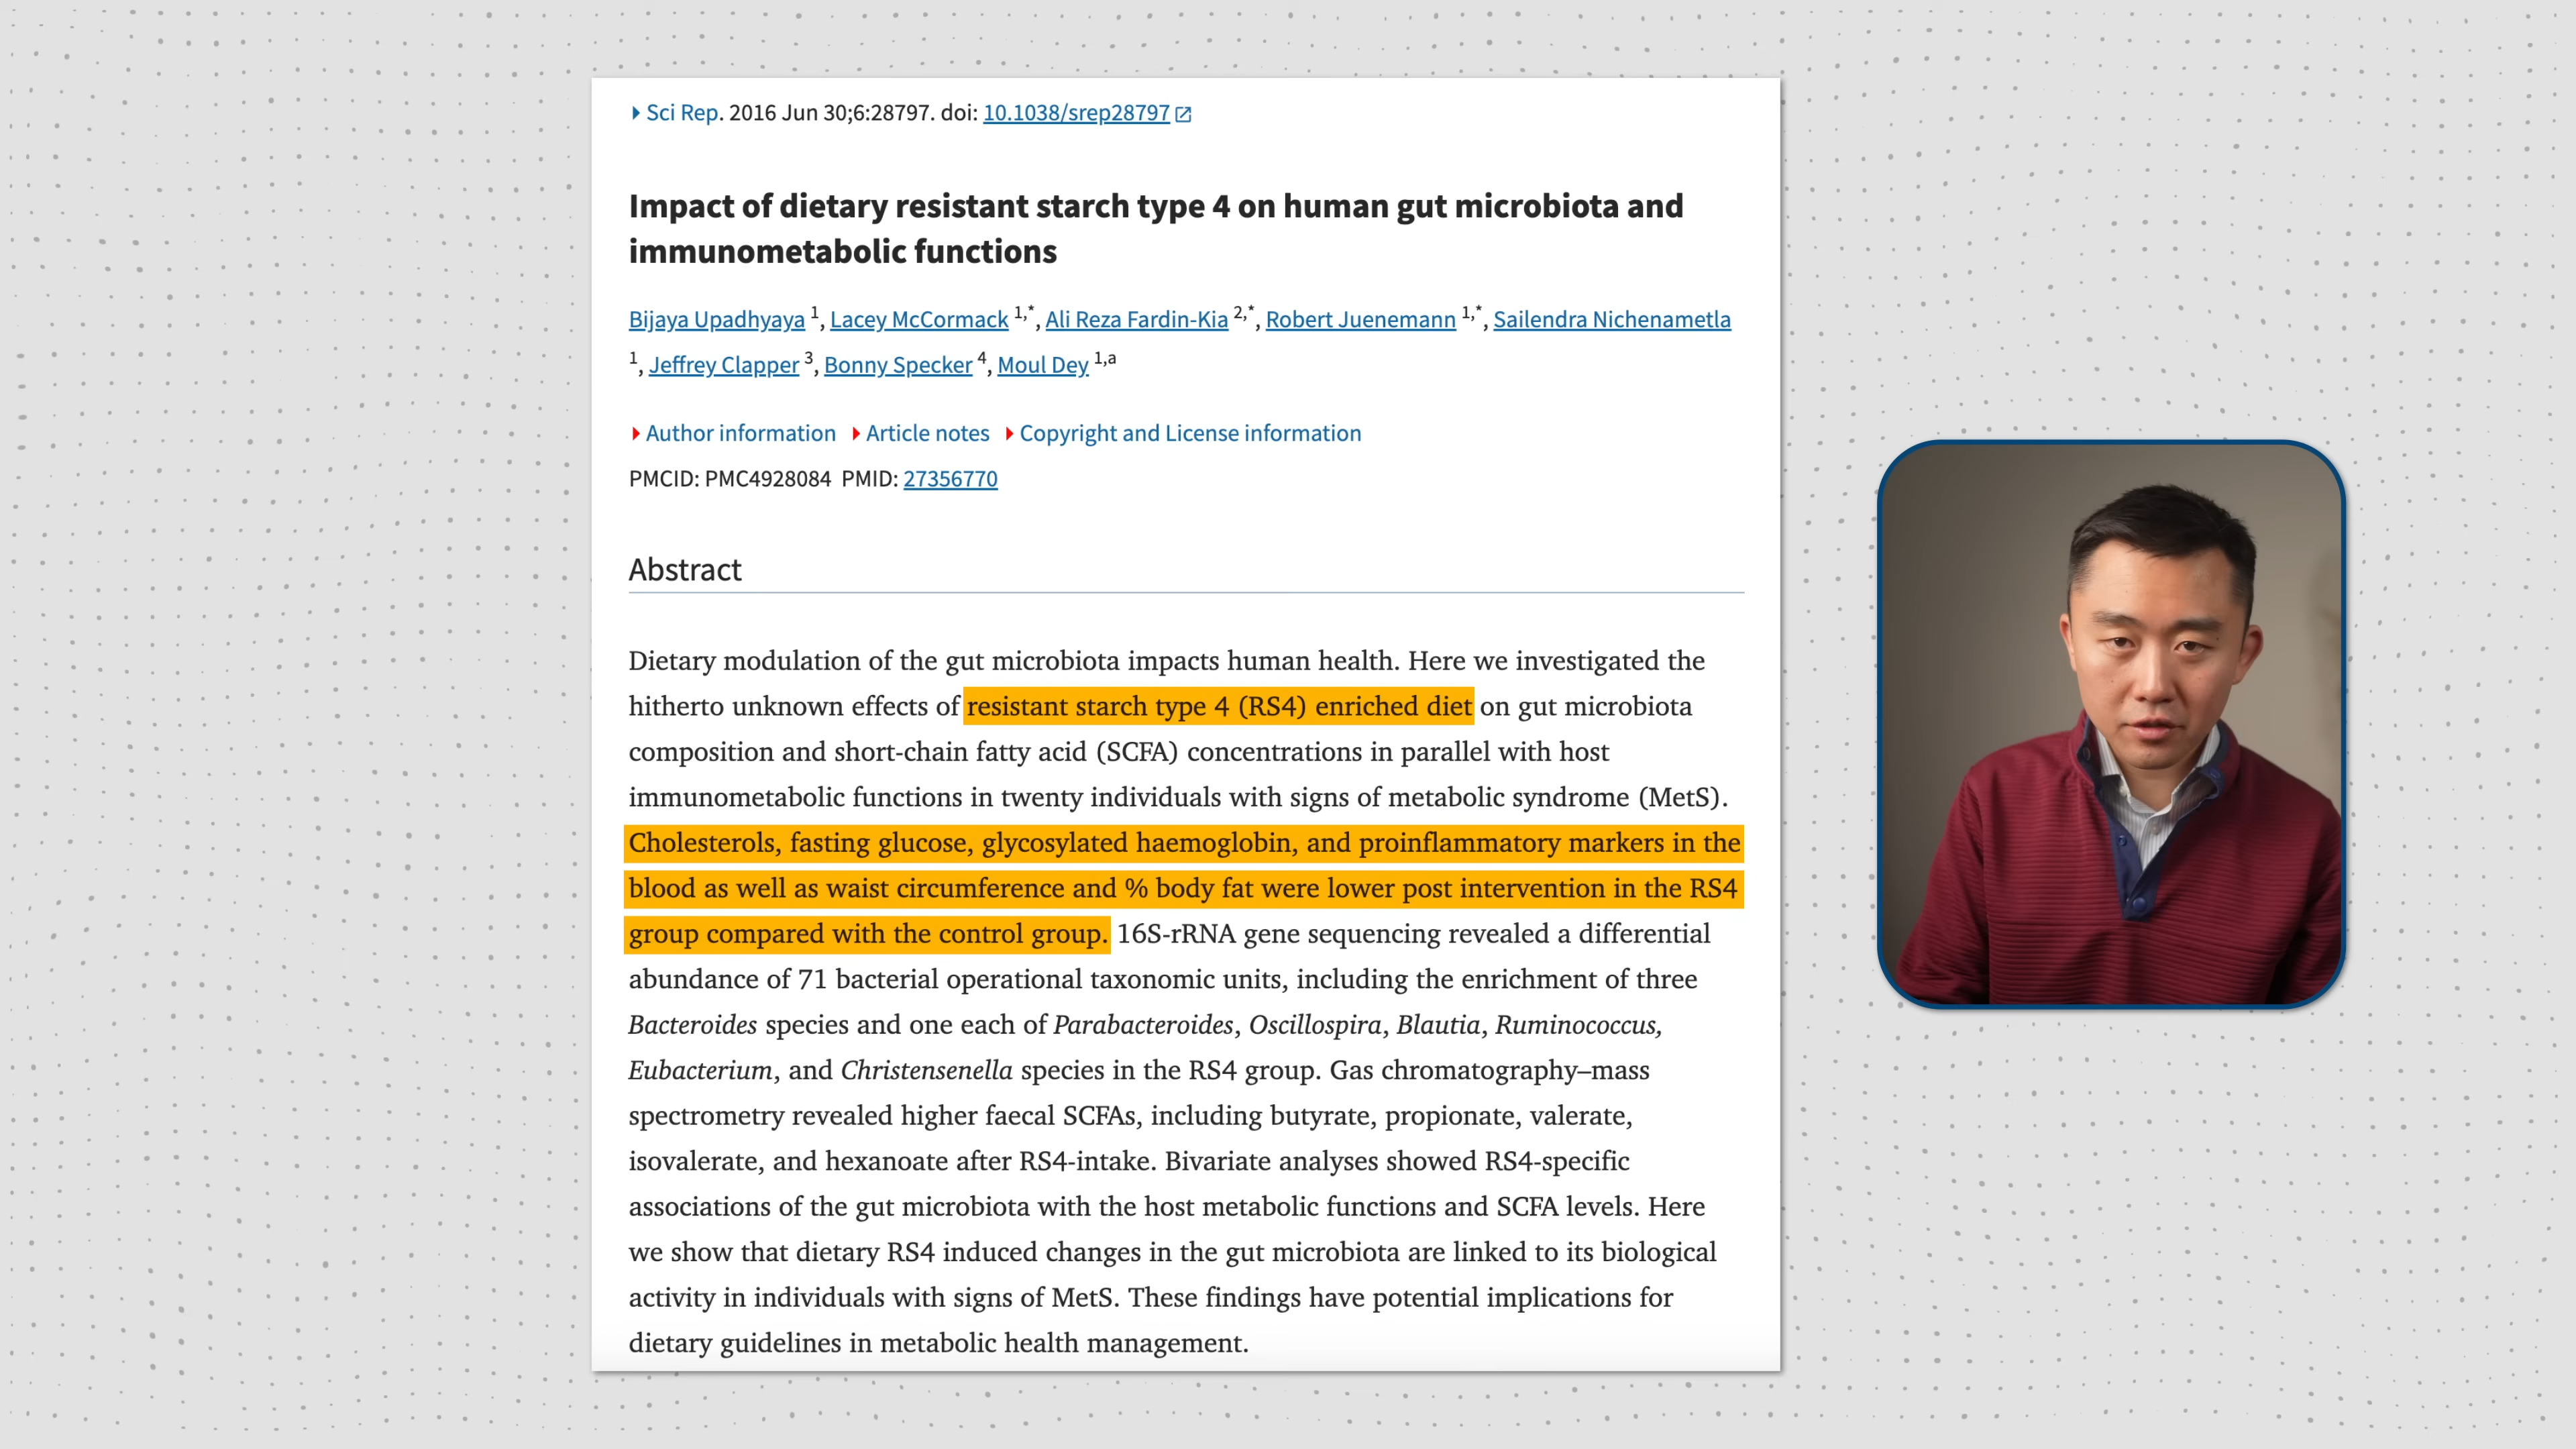 Sci Rep. 2016 Jun 30;6:28797. doi: 10.1038/srep28797
Impact of dietary resistant starch type 4 on human gut microbiota and
immunometabolic functions
Bijaya Upadhyaya 1, Lacey McCormack 1,*, Ali Reza Fardin-Kia 2,*, Robert Juenemann 1,*, Sailendra Nichenametla
1, Jeffrey Clapper 3, Bonny Specker 4, Moul Dey 1,a
Author information Article notes Copyright and License information
PMCID: PMC4928084 PMID: 27356770
Abstract
Dietary modulation of the gut microbiota impacts human health. Here we investigated the
hitherto unknown effects of resistant starch type 4 (RS4) enriched diet on gut microbiota
composition and short-chain fatty acid (SCFA) concentrations in parallel with host
immunometabolic functions in twenty individuals with signs of metabolic syndrome (MetS).
Cholesterols, fasting glucose, glycosylated haemoglobin, and proinflammatory markers in the
blood as well as waist circumference and % body fat were lower post intervention in the RS4
group compared with the control group. 16S-rRNA gene sequencing revealed a differential
abundance of 71 bacterial operational taxonomic units, including the enrichment of three
Bacteroides species and one each of Parabacteroides, Oscillospira, Blautia, Ruminococcus,
Eubacterium, and Christensenella species in the RS4 group. Gas chromatography–mass
spectrometry revealed higher faecal SCFAs, including butyrate, propionate, valerate,
isovalerate, and hexanoate after RS4-intake. Bivariate analyses showed RS4-specific
associations of the gut microbiota with the host metabolic functions and SCFA levels. Here
we show that dietary RS4 induced changes in the gut microbiota are linked to its biological
activity in individuals with signs of MetS. These findings have potential implications for
dietary guidelines in metabolic health management.